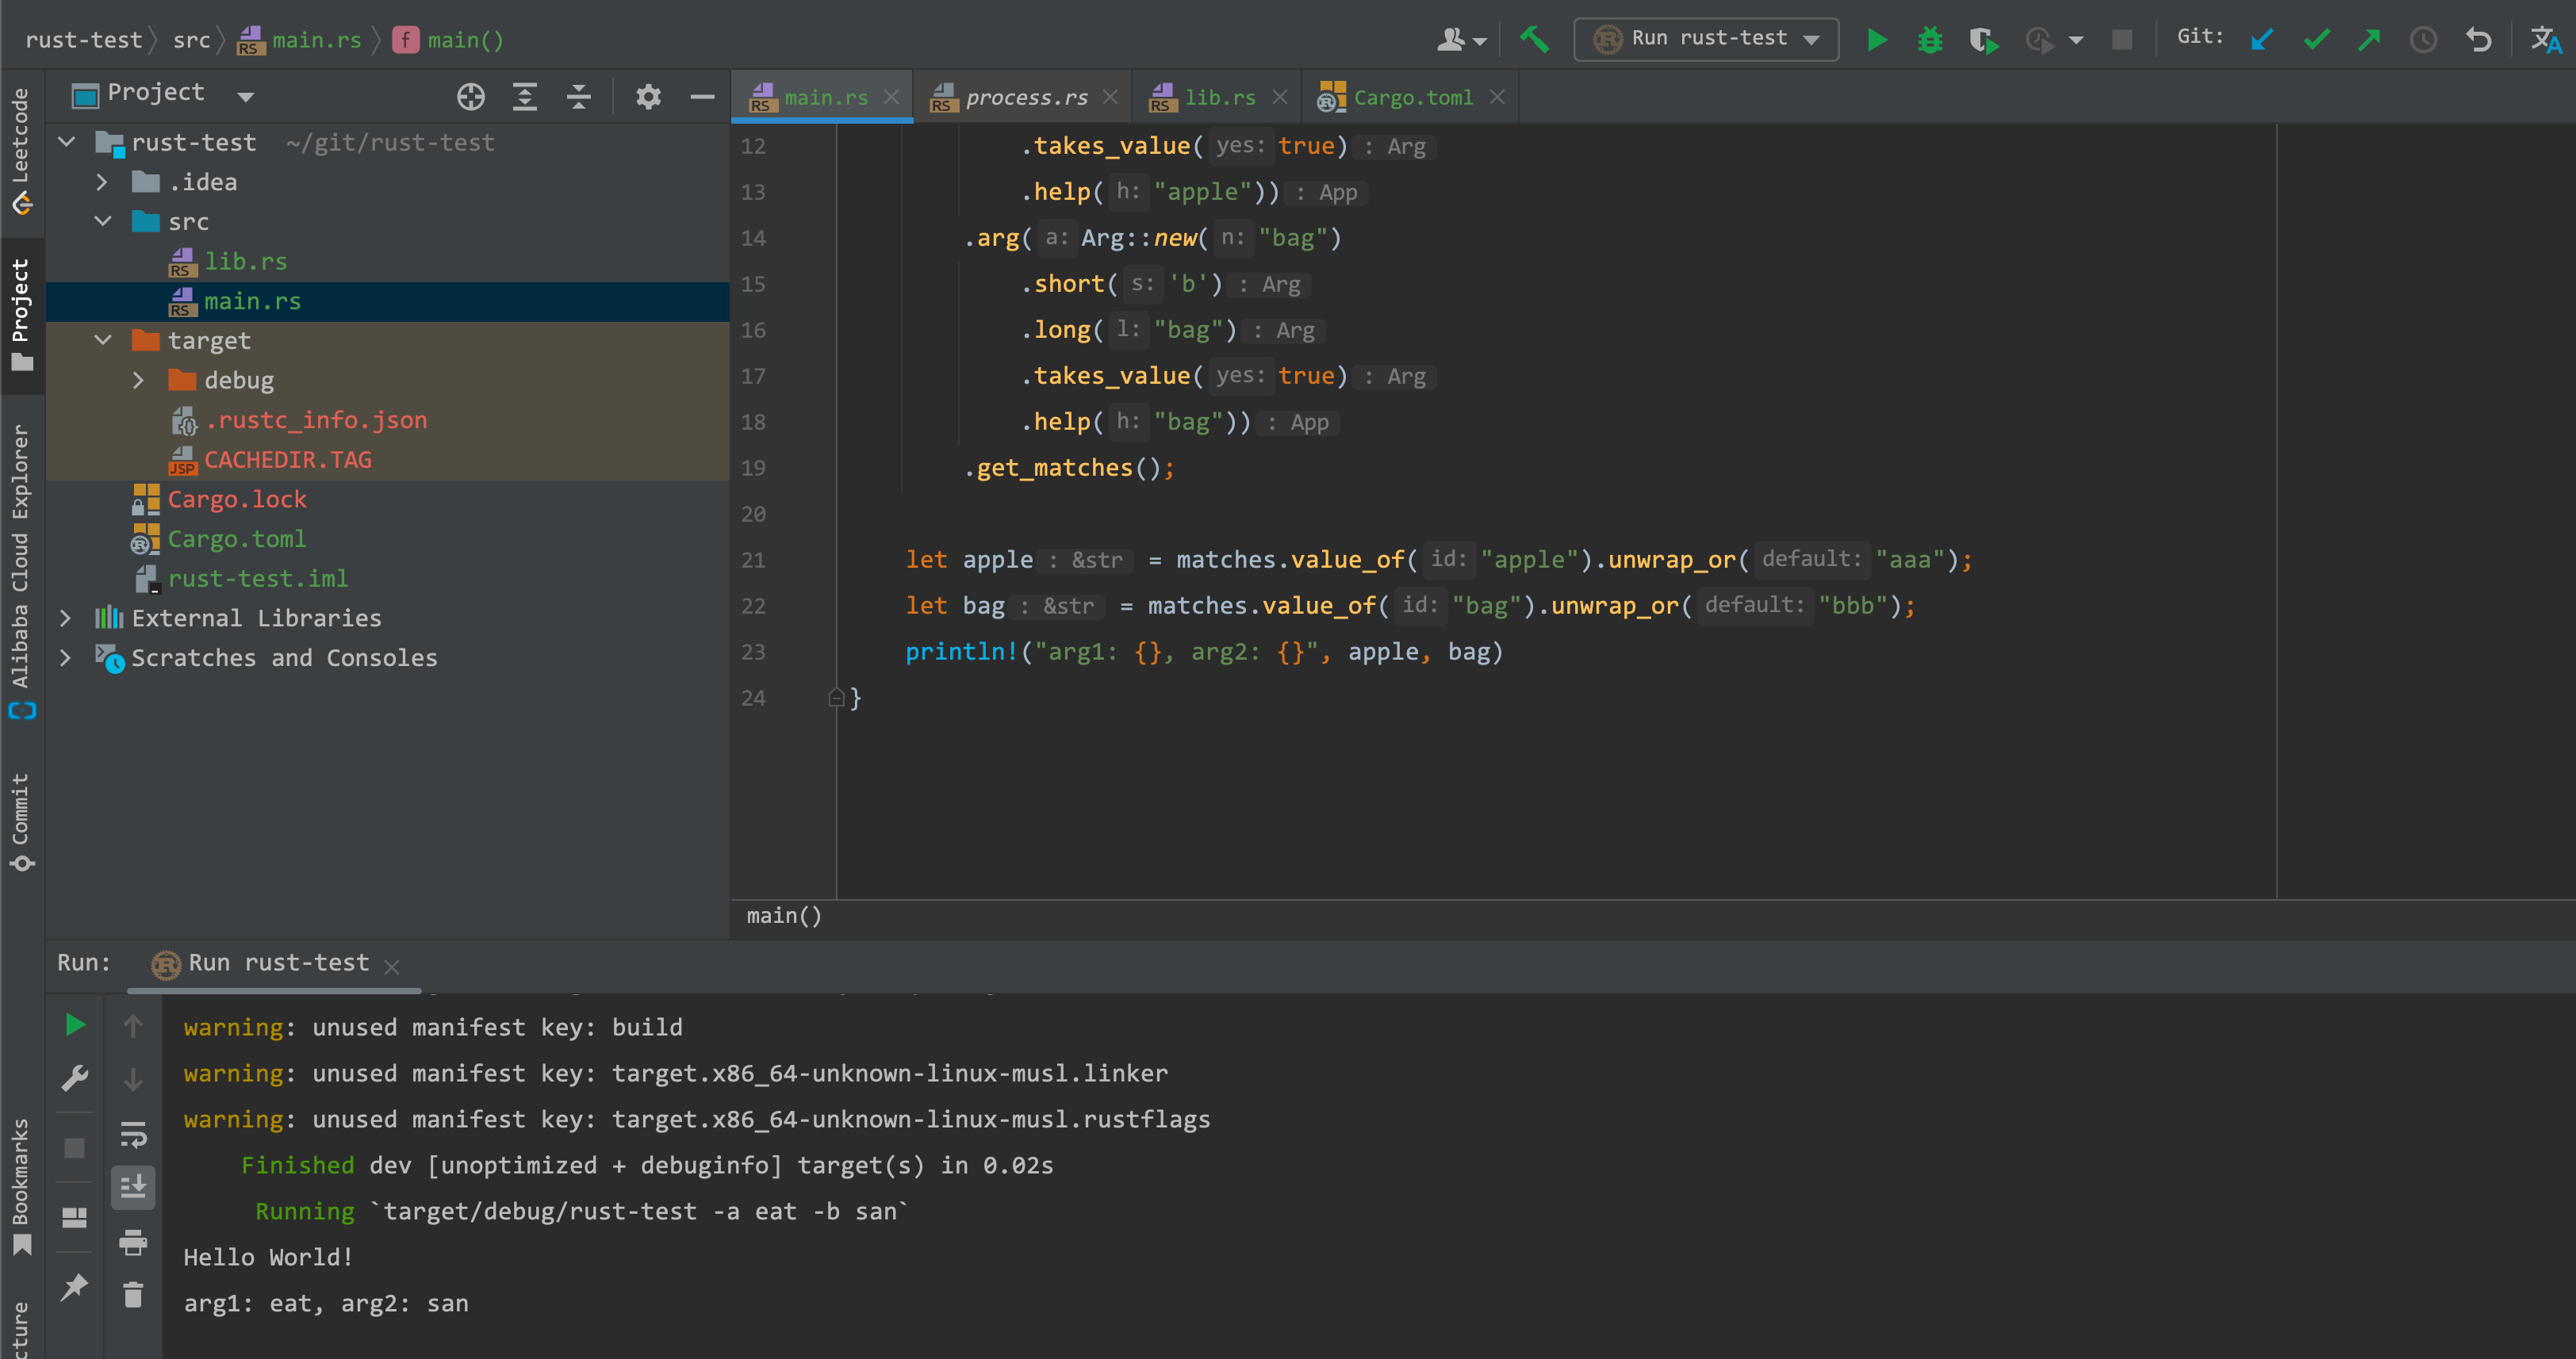 rust-test src main.rs f main() Run rust-test Git:
Project
main.rs process.rs lib.rs Cargo.toml
Leetcode
Project
Alibaba Cloud Explorer
Commit
Bookmarks
cture
rust-test ~/git/rust-test
.idea
src
lib.rs
main.rs
target
debug
.rustc_info.json
CACHEDIR.TAG
Cargo.lock
Cargo.toml
rust-test.iml
External Libraries
Scratches and Consoles
12 .takes_value( yes: true) : Arg
13 .help( h: "apple")) : App
14 .arg( a: Arg::new( n: "bag")
15 .short( s: 'b') : Arg
16 .long( l: "bag") : Arg
17 .takes_value( yes: true) : Arg
18 .help( h: "bag")) : App
19 .get_matches();
20
21 let apple : &str = matches.value_of( id: "apple").unwrap_or( default: "aaa");
22 let bag : &str = matches.value_of( id: "bag").unwrap_or( default: "bbb");
23 println!("arg1: {}, arg2: {}", apple, bag)
24 }
main()
Run: Run rust-test
warning: unused manifest key: build
warning: unused manifest key: target.x86_64-unknown-linux-musl.linker
warning: unused manifest key: target.x86_64-unknown-linux-musl.rustflags
Finished dev [unoptimized + debuginfo] target(s) in 0.02s
Running `target/debug/rust-test -a eat -b san`
Hello World!
arg1: eat, arg2: san